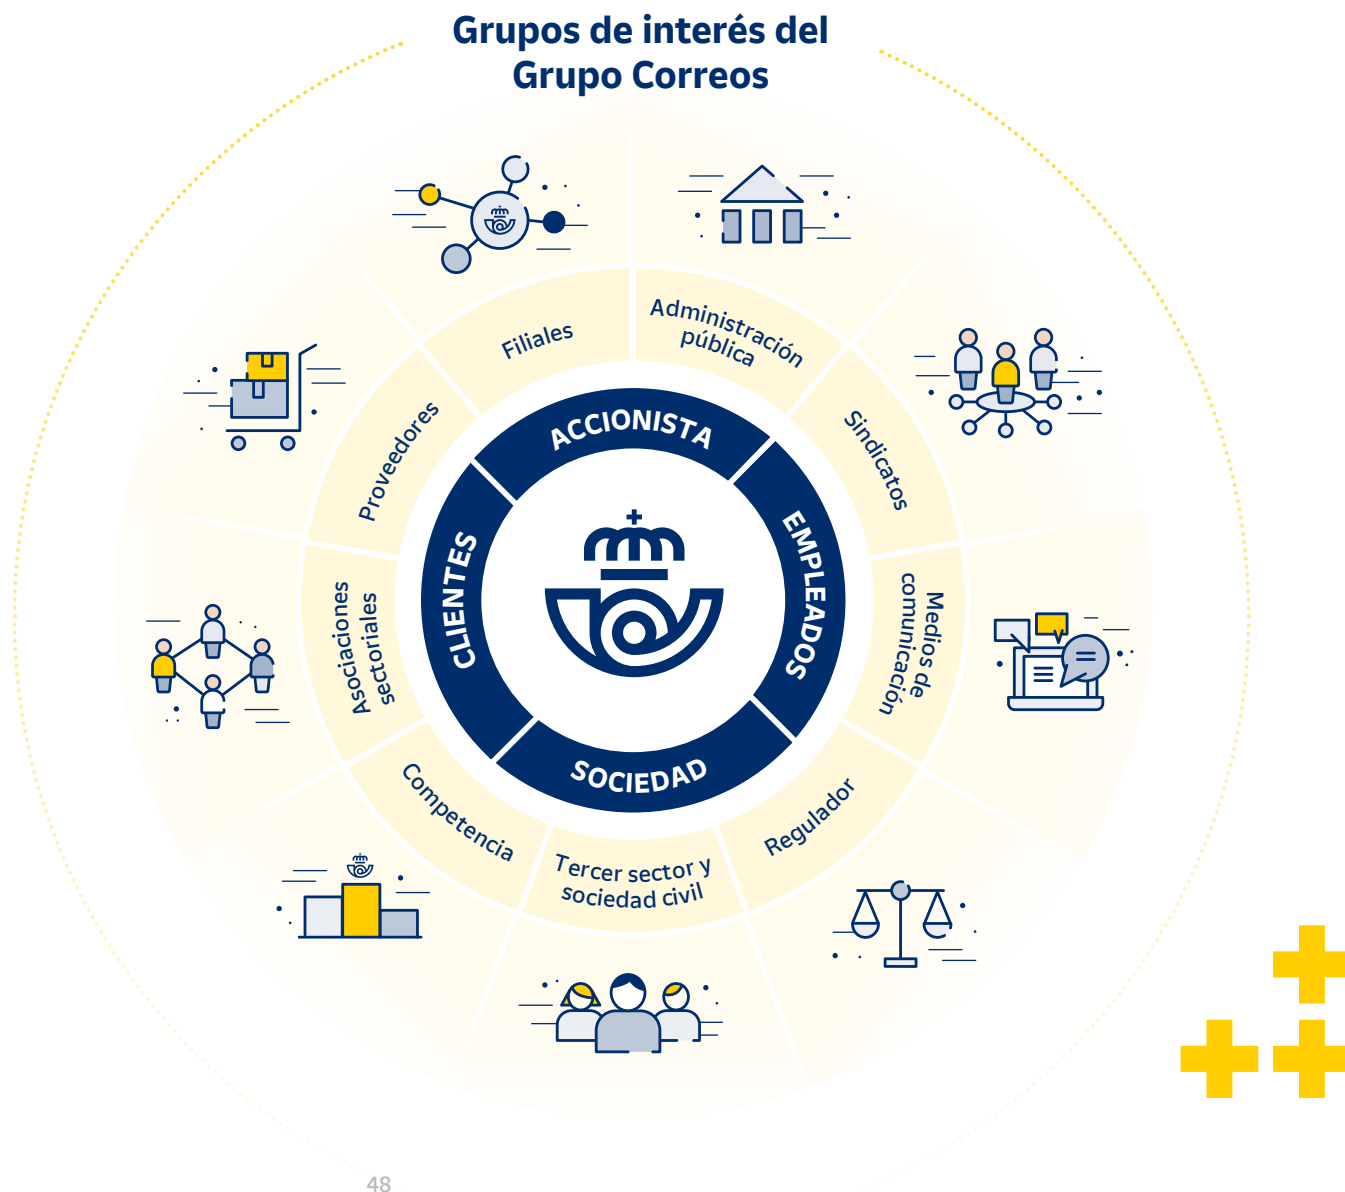 Grupos de interés del
Grupo Correos
Filiales
Administración
pública
Sindicatos
Medios de
comunicación
Regulador
Tercer sector y
sociedad civil
Competencia
Asociaciones
sectoriales
Proveedores
ACCIONISTA
EMPLEADOS
SOCIEDAD
CLIENTES
48